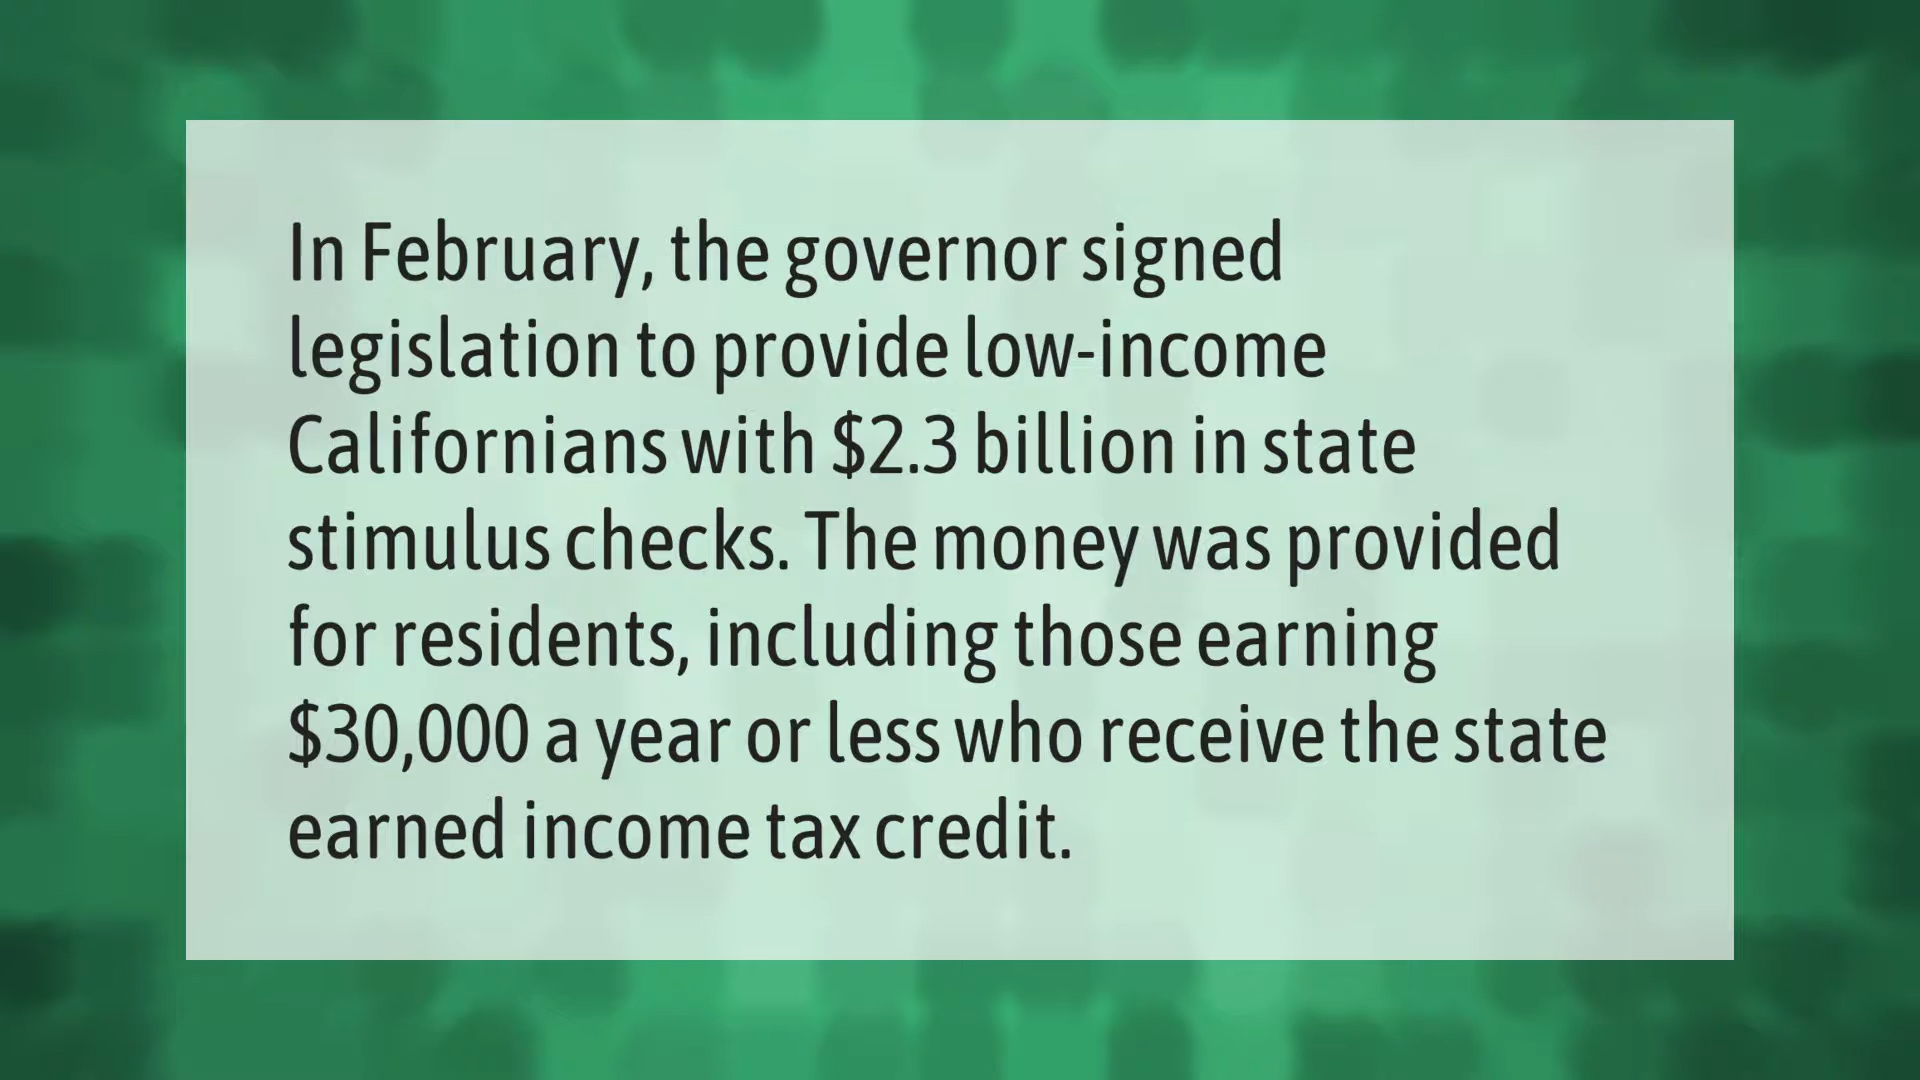 In February, the governor signed
legislation to provide low-income
Californians with $2.3 billion in state
stimulus checks. The money was provided
for residents, including those earning
$30,000 a year or less who receive the state
earned income tax credit.